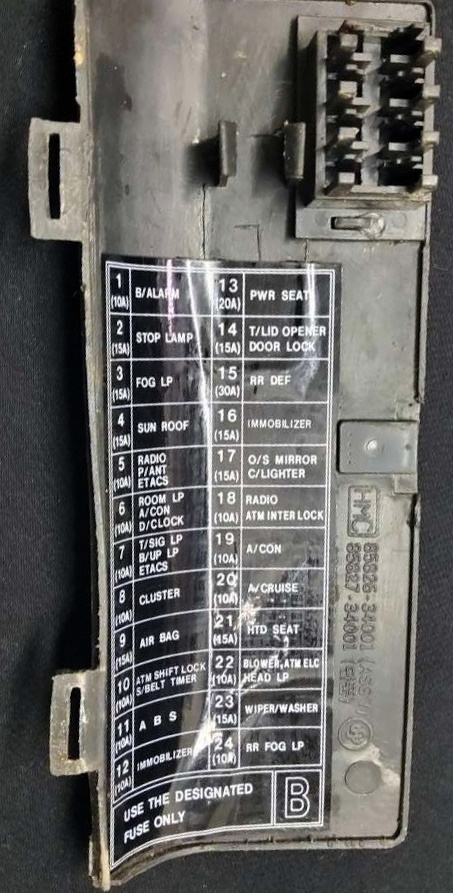 1
(10A)
B/ALARM
2
(15A)
STOP LAMP
3
(15A)
FOG LP
4
(15A)
SUN ROOF
5
(10A)
RADIO
P/ANT
ETACS
6
(10A)
ROOM LP
A/CON
D/CLOCK
7
(10A)
T/SIG LP
B/UP LP
ETACS
8
(10A)
CLUSTER
9
(15A)
AIR BAG
10
(10A)
ATM SHIFT LOCK
S/BELT TIMER
11
(10A)
A B S
12
(10A)
IMMOBILIZER
13
(20A)
PWR SEAT
14
(15A)
T/LID OPENER
DOOR LOCK
15
(30A)
RR DEF
16
(15A)
IMMOBILIZER
17
(15A)
O/S MIRROR
C/LIGHTER
18
(10A)
RADIO
ATM INTER LOCK
19
(10A)
A/CON
20
(10A)
A/CRUISE
21
(15A)
HTD SEAT
22
(10A)
BLOWER, ATM ELC
HEAD LP
23
(15A)
WIPER/WASHER
24
(10A)
RR FOG LP
USE THE DESIGNATED
FUSE ONLY
B
HMC
85826-34001 (ASSY)
85827-34001